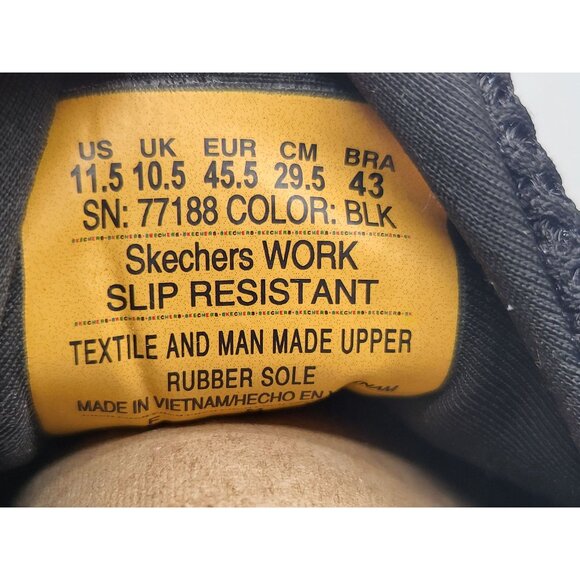 US UK EUR CM BRA
11.5 10.5 45.5 29.5 43
SN: 77188 COLOR: BLK
Skechers WORK
SLIP RESISTANT
TEXTILE AND MAN MADE UPPER
RUBBER SOLE
MADE IN VIETNAM/HECHO EN